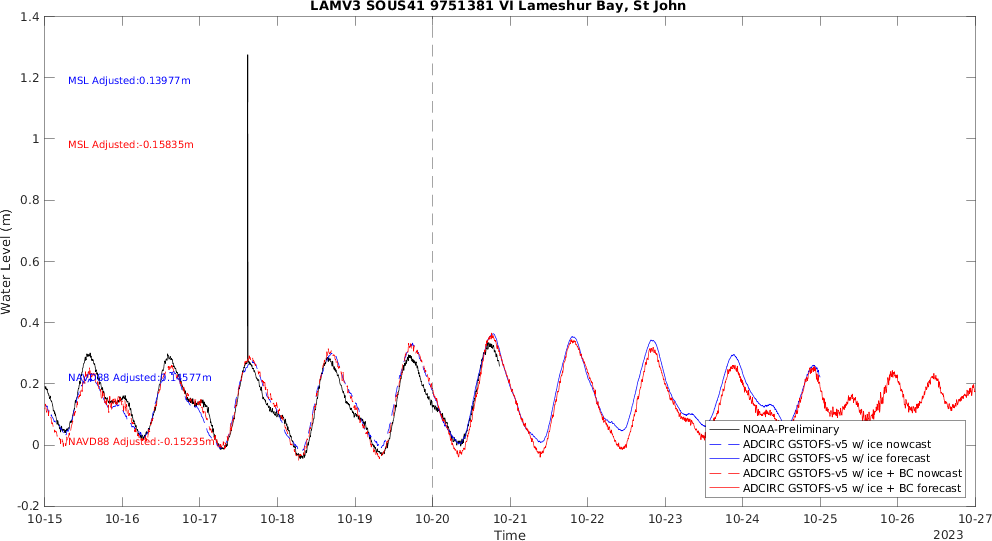 LAMV3 SOUS41 9751381 VI Lameshur Bay, St John
1.4
1.2
1
0.8
0.6
0.4
0.2
0
-0.2
Water Level (m)
MSL Adjusted:0.13977m
MSL Adjusted:-0.15835m
NAVD88 Adjusted:0.14577m
NAVD88 Adjusted:-0.15235m
NOAA-Preliminary
ADCIRC GSTOFS-v5 w/ ice nowcast
ADCIRC GSTOFS-v5 w/ ice forecast
ADCIRC GSTOFS-v5 w/ ice + BC nowcast
ADCIRC GSTOFS-v5 w/ ice + BC forecast
10-15 10-16 10-17 10-18 10-19 10-20 10-21 10-22 10-23 10-24 10-25 10-26 10-27
Time
2023